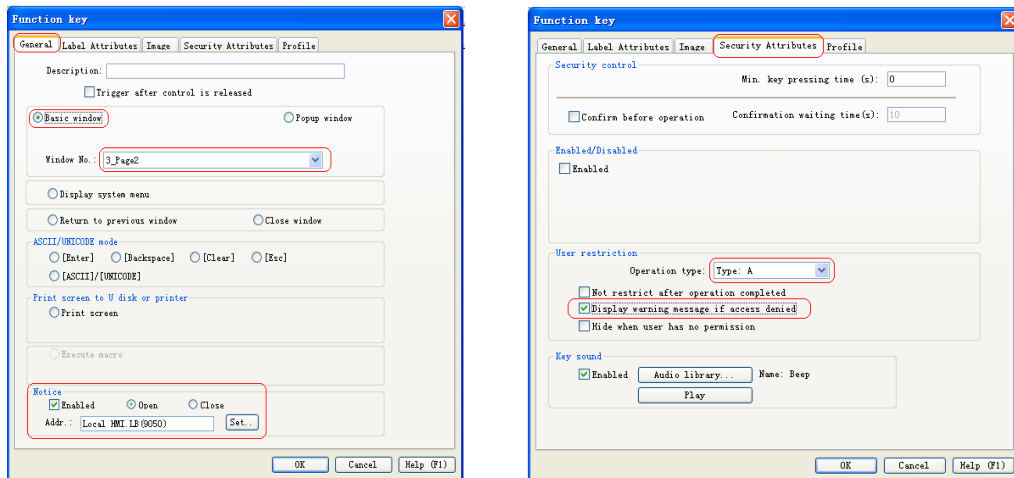 Function key
General Label Attributes Image Security Attributes Profile
Description:
Trigger after control is released
Basic window Popup window
Window No.: 3_Page2
Display system menu
Return to previous window Close window
ASCII/UNICODE mode
[Enter] [Backspace] [Clear] [Esc]
[ASCII]/[UNICODE]
Print screen to U disk or printer
Print screen
Execute macro
Notice
Enabled Open Close
Addr.: Local HMI.LB(9050) Set..
OK Cancel Help (F1)
Function key
General Label Attributes Image Security Attributes Profile
Security control
Min. key pressing time (s): 0
Confirm before operation Confirmation waiting time(s): 10
Enabled/Disabled
Enabled
User restriction
Operation type: Type: A
Not restrict after operation completed
Display warning message if access denied
Hide when user has no permission
Key sound
Enabled Audio library... Name: Beep
Play
OK Cancel Help (F1)